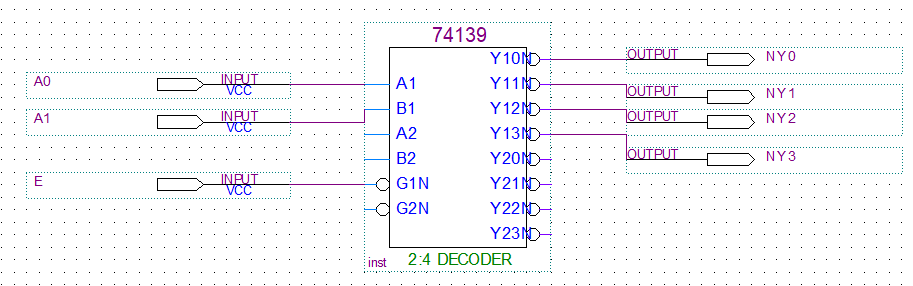 74139
Y10N OUTPUT NY0
A0 INPUT VCC A1 Y11N OUTPUT NY1
A1 INPUT VCC B1 Y12N OUTPUT NY2
A2 Y13N
B2 Y20N OUTPUT NY3
E INPUT VCC G1N Y21N
G2N Y22N
Y23N
inst 2:4 DECODER